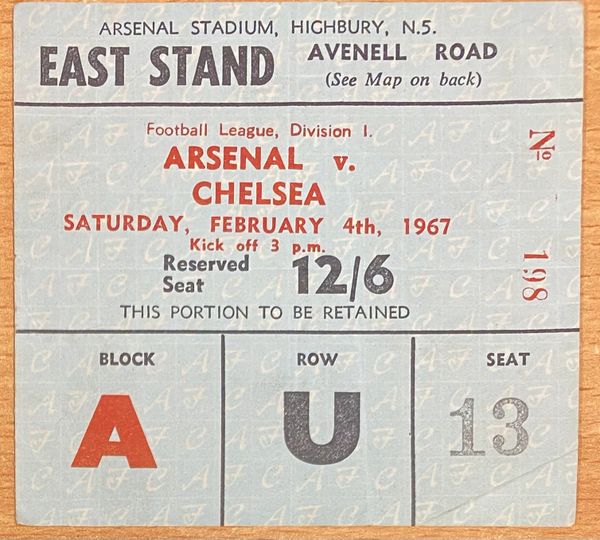 ARSENAL STADIUM, HIGHBURY, N.5.
EAST STAND
AVENELL ROAD
(See Map on back)
Football League, Division I.
ARSENAL v.
CHELSEA
SATURDAY, FEBRUARY 4th, 1967
Kick off 3 p.m.
Reserved Seat 12/6
THIS PORTION TO BE RETAINED
No 198
BLOCK ROW SEAT
A U 13